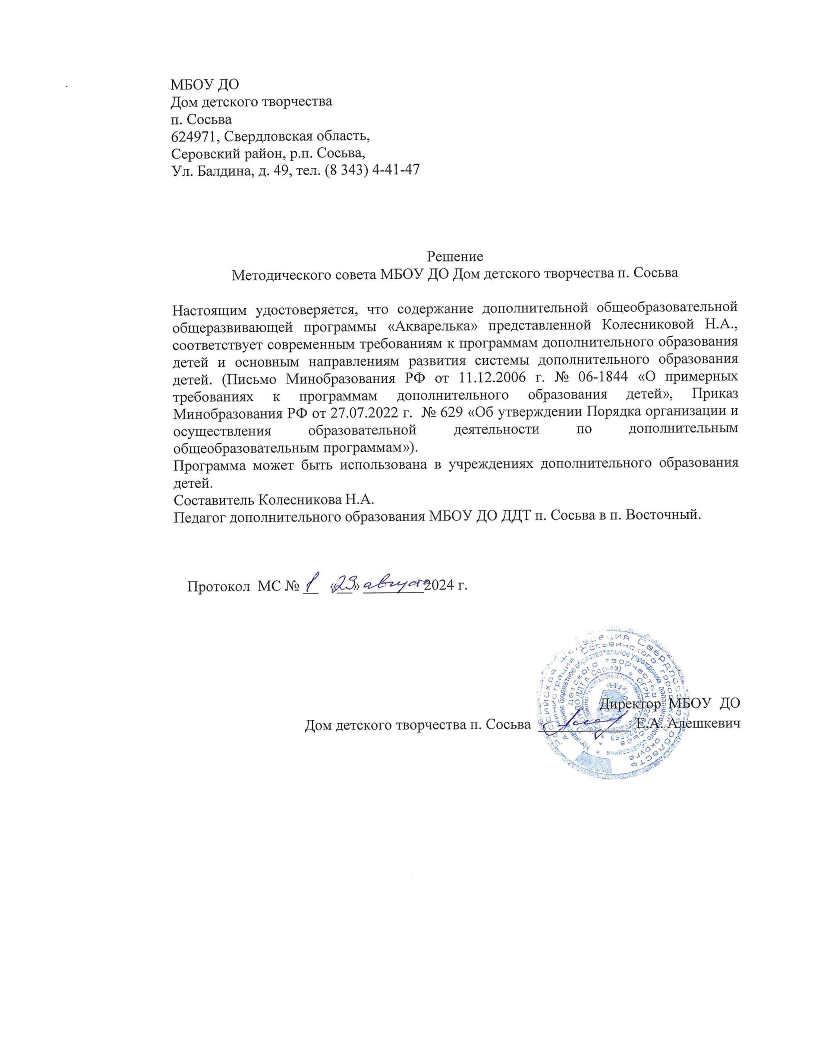 МБОУ ДО
Дом детского творчества
п. Сосьва
624971, Свердловская область,
Серовский район, р.п. Сосьва,
Ул. Балдина, д. 49, тел. (8 343) 4-41-47
Решение
Методического совета МБОУ ДО Дом детского творчества п. Сосьва
Настоящим удостоверяется, что содержание дополнительной общеобразовательной
общеразвивающей программы «Акварелька» представленной Колесниковой Н.А.,
соответствует современным требованиям к программам дополнительного образования
детей и основным направлениям развития системы дополнительного образования
детей. (Письмо Минобразования РФ от 11.12.2006 г. № 06-1844 «О примерных
требованиях к программам дополнительного образования детей», Приказ
Минобразования РФ от 27.07.2022 г. № 629 «Об утверждении Порядка организации и
осуществления образовательной деятельности по дополнительным
общеобразовательным программам»).
Программа может быть использована в учреждениях дополнительного образования
детей.
Составитель Колесникова Н.А.
Педагог дополнительного образования МБОУ ДО ДДТ п. Сосьва в п. Восточный.
Протокол МС № 1 «29» августа 2024 г.
Директор МБОУ ДО
Дом детского творчества п. Сосьва Е.А. Алешкевич